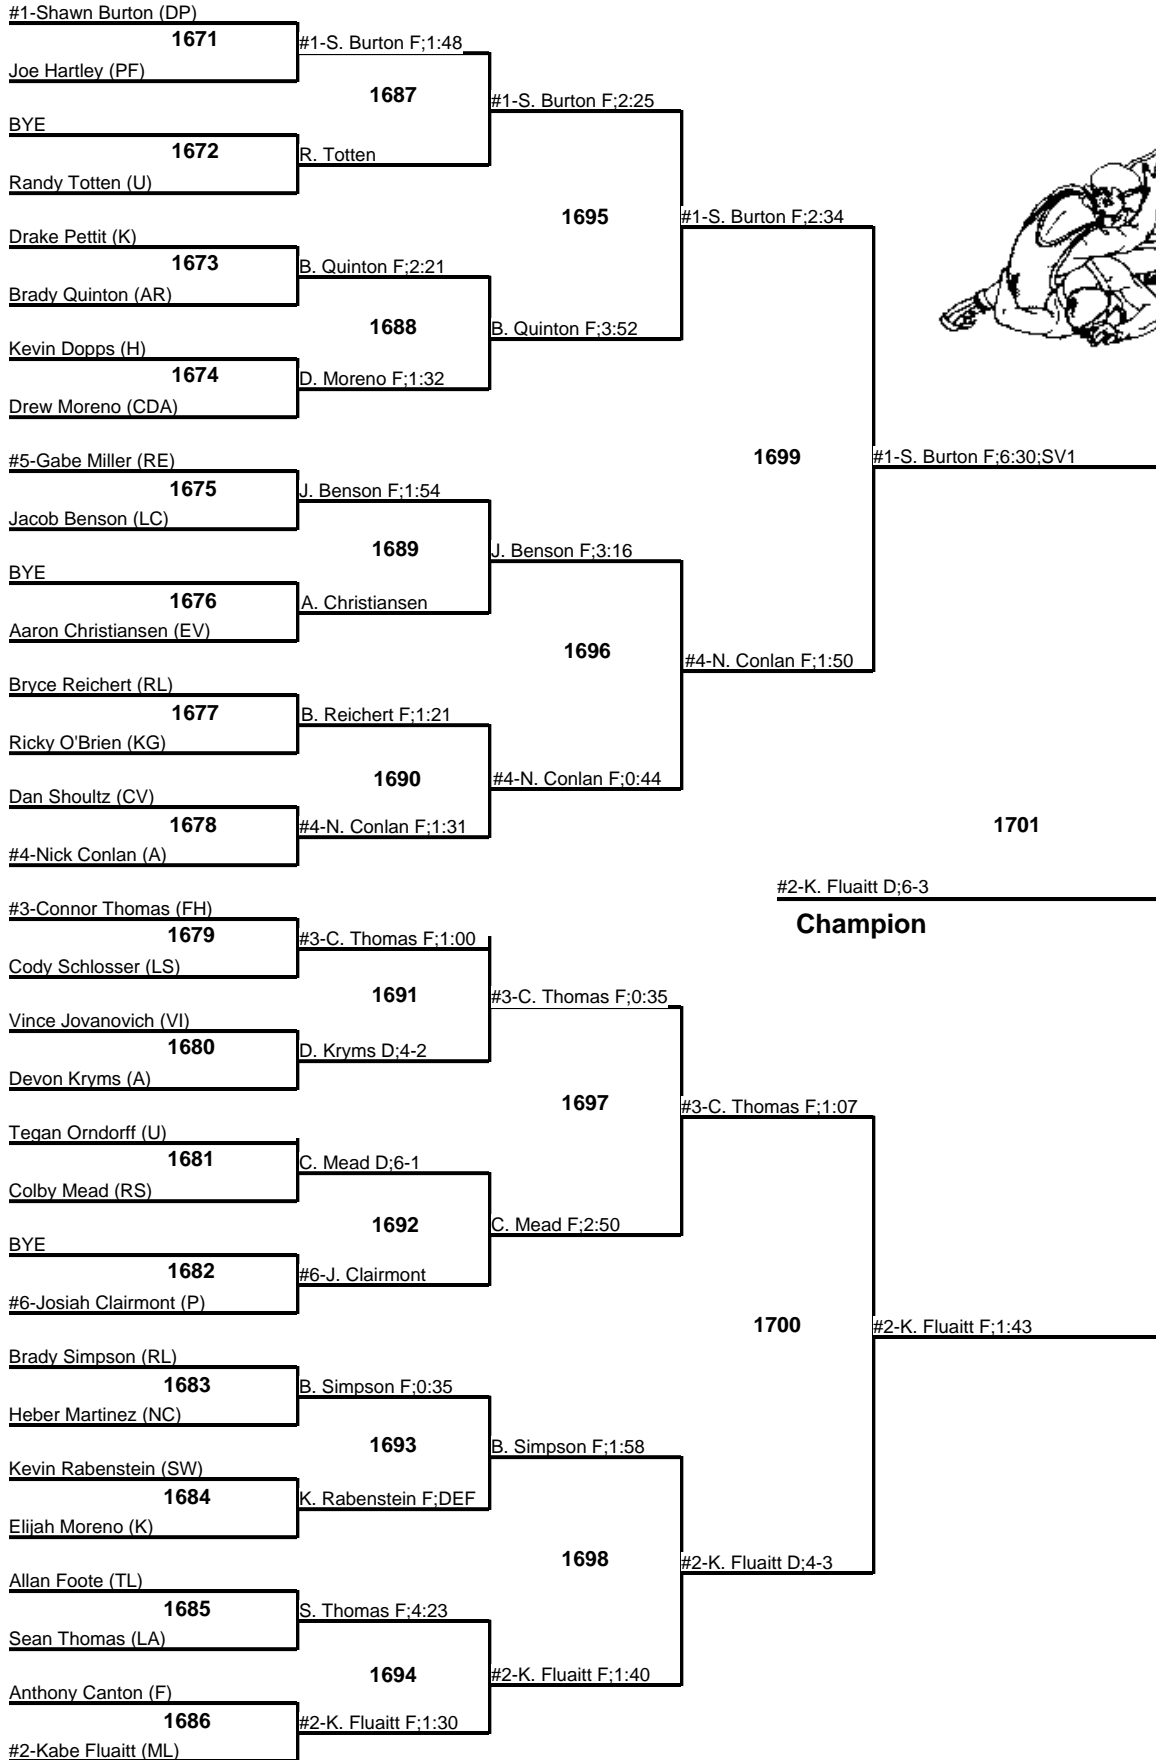 #1-Shawn Burton (DP)
1671
#1-S. Burton F;1:48
Joe Hartley (PF)
1687
#1-S. Burton F;2:25
BYE
1672
R. Totten
Randy Totten (U)
1695
#1-S. Burton F;2:34
Drake Pettit (K)
1673
B. Quinton F;2:21
Brady Quinton (AR)
1688
B. Quinton F;3:52
Kevin Dopps (H)
1674
D. Moreno F;1:32
Drew Moreno (CDA)
1699
#1-S. Burton F;6:30;SV1
#5-Gabe Miller (RE)
1675
J. Benson F;1:54
Jacob Benson (LC)
1689
J. Benson F;3:16
BYE
1676
A. Christiansen
Aaron Christiansen (EV)
1696
#4-N. Conlan F;1:50
Bryce Reichert (RL)
1677
B. Reichert F;1:21
Ricky O'Brien (KG)
1690
#4-N. Conlan F;0:44
Dan Shoultz (CV)
1678
#4-N. Conlan F;1:31
1701
#4-Nick Conlan (A)
#2-K. Fluaitt D;6-3
Champion
#3-Connor Thomas (FH)
1679
#3-C. Thomas F;1:00
Cody Schlosser (LS)
1691
#3-C. Thomas F;0:35
Vince Jovanovich (VI)
1680
D. Kryms D;4-2
Devon Kryms (A)
1697
#3-C. Thomas F;1:07
Tegan Orndorff (U)
1681
C. Mead D;6-1
Colby Mead (RS)
1692
C. Mead F;2:50
BYE
1682
#6-J. Clairmont
#6-Josiah Clairmont (P)
1700
#2-K. Fluaitt F;1:43
Brady Simpson (RL)
1683
B. Simpson F;0:35
Heber Martinez (NC)
1693
B. Simpson F;1:58
Kevin Rabenstein (SW)
1684
K. Rabenstein F;DEF
Elijah Moreno (K)
1698
#2-K. Fluaitt D;4-3
Allan Foote (TL)
1685
S. Thomas F;4:23
Sean Thomas (LA)
1694
#2-K. Fluaitt F;1:40
Anthony Canton (F)
1686
#2-K. Fluaitt F;1:30
#2-Kabe Fluaitt (ML)